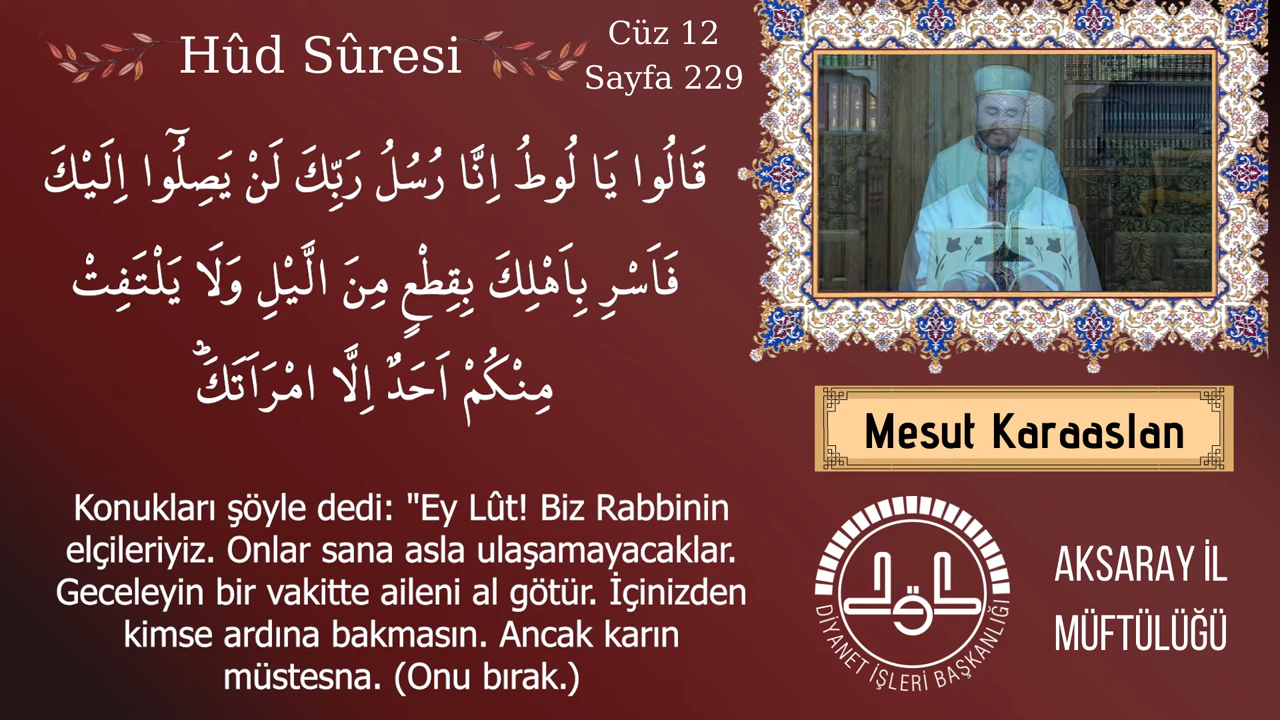 Hûd Sûresi
Cüz 12
Sayfa 229
قَالُوا يَا لُوطُ اِنَّا رُسُلُ رَبِّكَ لَنْ يَصِلُٓوا اِلَيْكَ
فَاَسْرِ بِاَهْلِكَ بِقِطْعٍ مِنَ الَّيْلِ وَلَا يَلْتَفِتْ
مِنْكُمْ اَحَدٌ اِلَّا امْرَاَتَكَۜ
Konukları şöyle dedi: "Ey Lût! Biz Rabbinin
elçileriyiz. Onlar sana asla ulaşamayacaklar.
Geceleyin bir vakitte aileni al götür. İçinizden
kimse ardına bakmasın. Ancak karın
müstesna. (Onu bırak.)
Mesut Karaaslan
DİYANET İŞLERİ BAŞKANLIĞI
AKSARAY İL
MÜFTÜLÜĞÜ